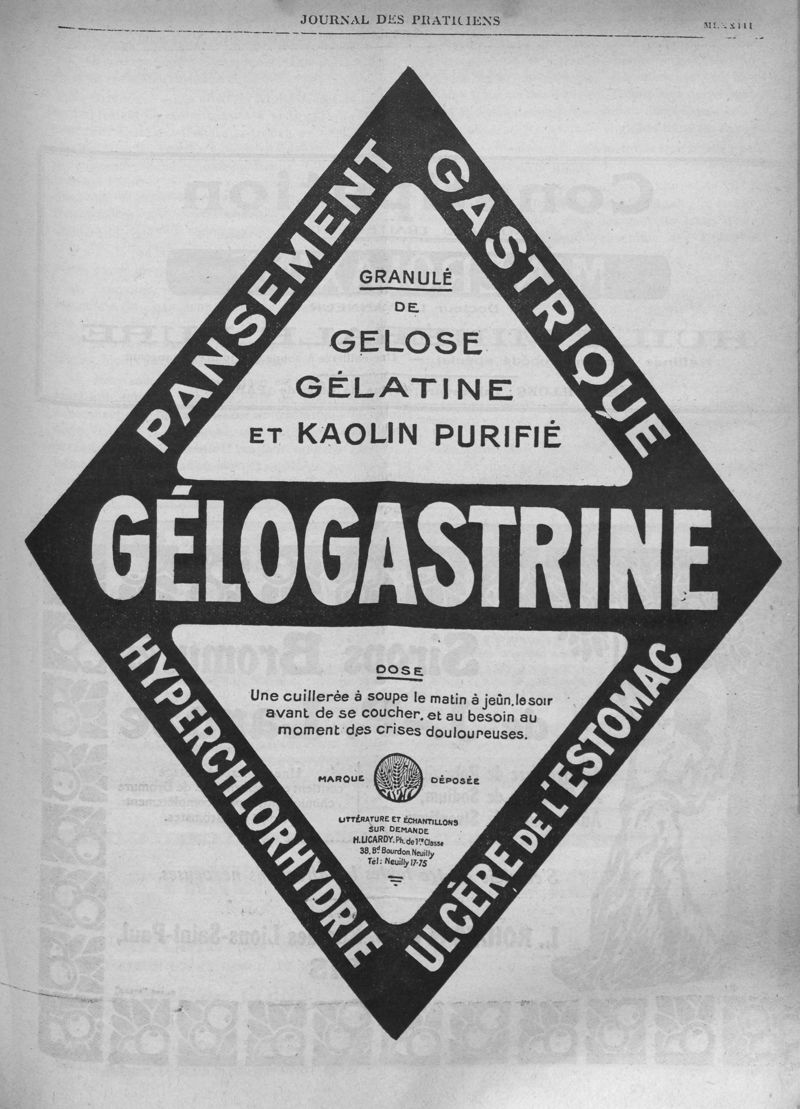 JOURNAL DES PRATICIENS
PANSEMENT
GASTRIQUE
GRANULÉ
DE
GELOSE
GÉLATINE
ET KAOLIN PURIFIÉ
GÉLOGASTRINE
HYPERCHLORHYDRIE
ULCÈRE DE L'ESTOMAC
DOSE
Une cuillerée à soupe le matin à jeûn, le soir
avant de se coucher, et au besoin au
moment des crises douloureuses.
MARQUE DÉPOSÉE
LITTÉRATURE ET ÉCHANTILLONS
SUR DEMANDE
H. LICARDY. Ph. de 1re Classe
38, Bd Bourdon, Neuilly
Tél: Neuilly 17-75